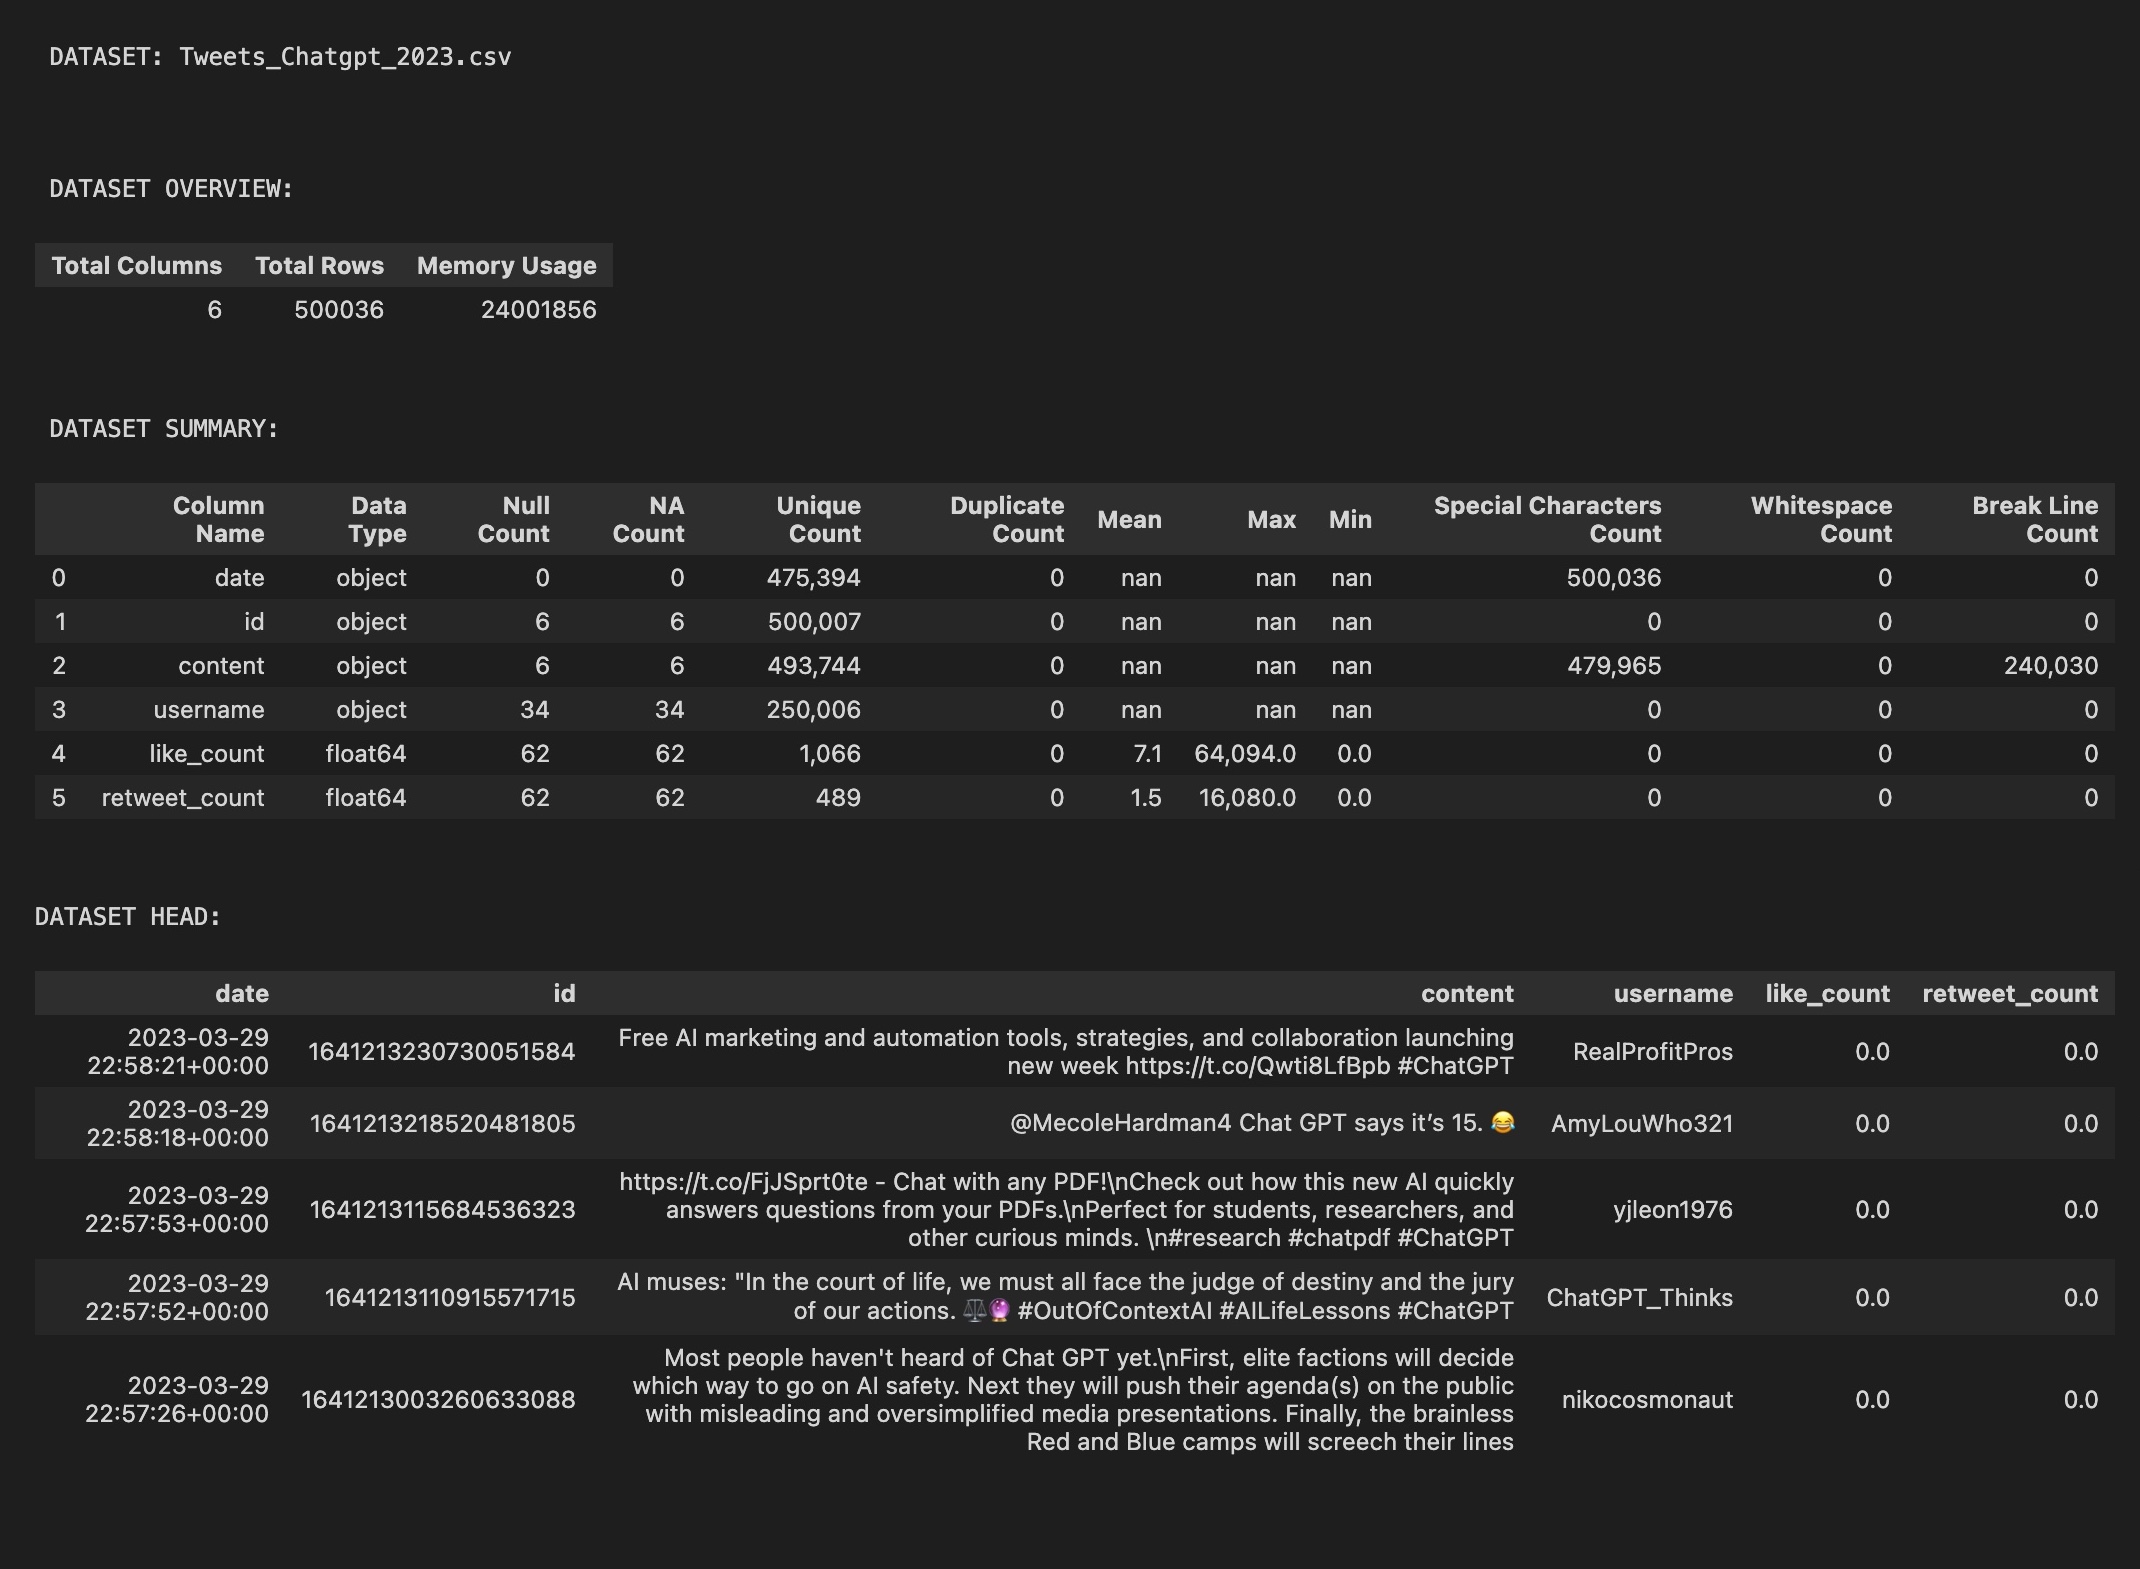 DATASET: Tweets_Chatgpt_2023.csv
DATASET OVERVIEW:
Total Columns Total Rows Memory Usage
6 500036 24001856
DATASET SUMMARY:
Column Name Data Type Null Count NA Count Unique Count Duplicate Count Mean Max Min Special Characters Count Whitespace Count Break Line Count
0 date object 0 0 475,394 0 nan nan nan 500,036 0 0
1 id object 6 6 500,007 0 nan nan nan 0 0 0
2 content object 6 6 493,744 0 nan nan nan 479,965 0 240,030
3 username object 34 34 250,006 0 nan nan nan 0 0 0
4 like_count float64 62 62 1,066 0 7.1 64,094.0 0.0 0 0 0
5 retweet_count float64 62 62 489 0 1.5 16,080.0 0.0 0 0 0
DATASET HEAD:
date id content username like_count retweet_count
2023-03-29 22:58:21+00:00 1641213230730051584 Free AI marketing and automation tools, strategies, and collaboration launching
new week https://t.co/Qwti8LfBpb #ChatGPT RealProfitPros 0.0 0.0
2023-03-29 22:58:18+00:00 1641213218520481805 @MecoleHardman4 Chat GPT says it’s 15. 😂 AmyLouWho321 0.0 0.0
2023-03-29 22:57:53+00:00 1641213115684536323 https://t.co/FjJSprt0te - Chat with any PDF!\nCheck out how this new AI quickly
answers questions from your PDFs.\nPerfect for students, researchers, and
other curious minds. \n#research #chatpdf #ChatGPT yjleon1976 0.0 0.0
2023-03-29 22:57:52+00:00 1641213110915571715 AI muses: "In the court of life, we must all face the judge of destiny and the jury
of our actions. ⚖️🔮 #OutOfContextAI #AILifeLessons #ChatGPT ChatGPT_Thinks 0.0 0.0
2023-03-29 22:57:26+00:00 1641213003260633088 Most people haven't heard of Chat GPT yet.\nFirst, elite factions will decide
which way to go on AI safety. Next they will push their agenda(s) on the public
with misleading and oversimplified media presentations. Finally, the brainless
Red and Blue camps will screech their lines nikocosmonaut 0.0 0.0